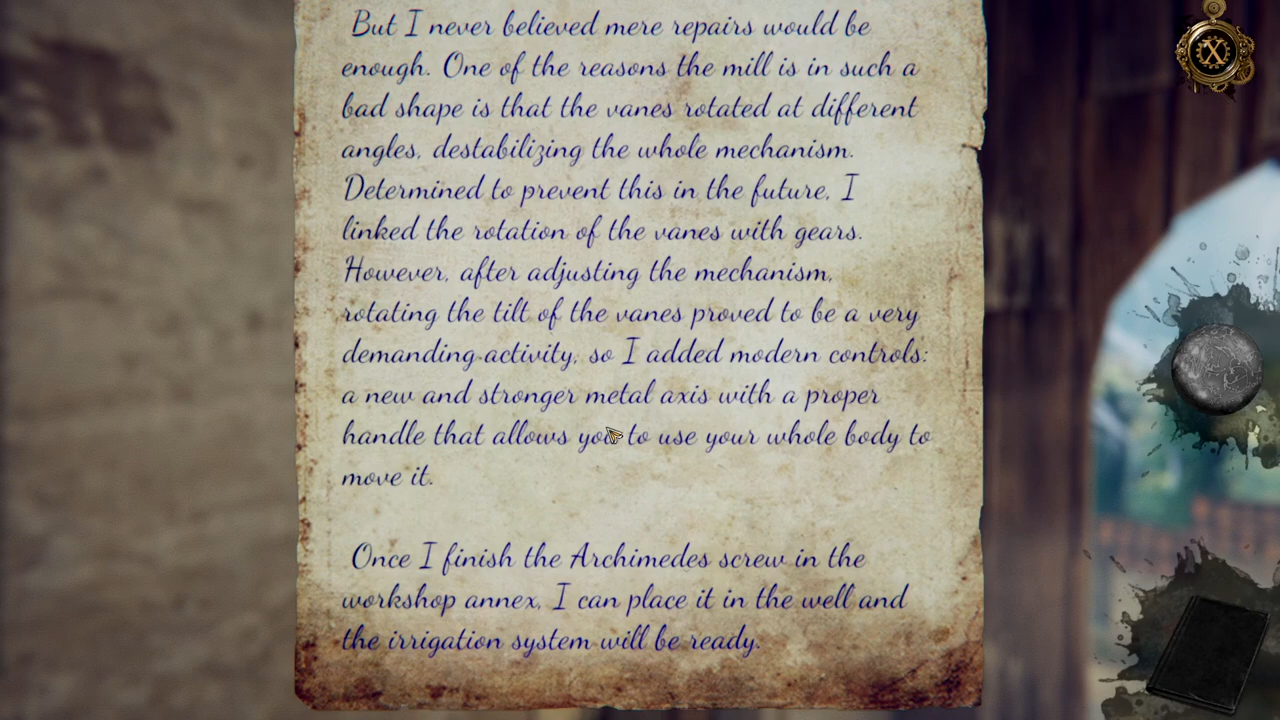 But I never believed mere repairs would be
enough. One of the reasons the mill is in such a
bad shape is that the vanes rotated at different
angles, destabilizing the whole mechanism.
Determined to prevent this in the future, I
linked the rotation of the vanes with gears.
However, after adjusting the mechanism,
rotating the tilt of the vanes proved to be a very
demanding activity, so I added modern controls:
a new and stronger metal axis with a proper
handle that allows you to use your whole body to
move it.
Once I finish the Archimedes screw in the
workshop annex, I can place it in the well and
the irrigation system will be ready.
X